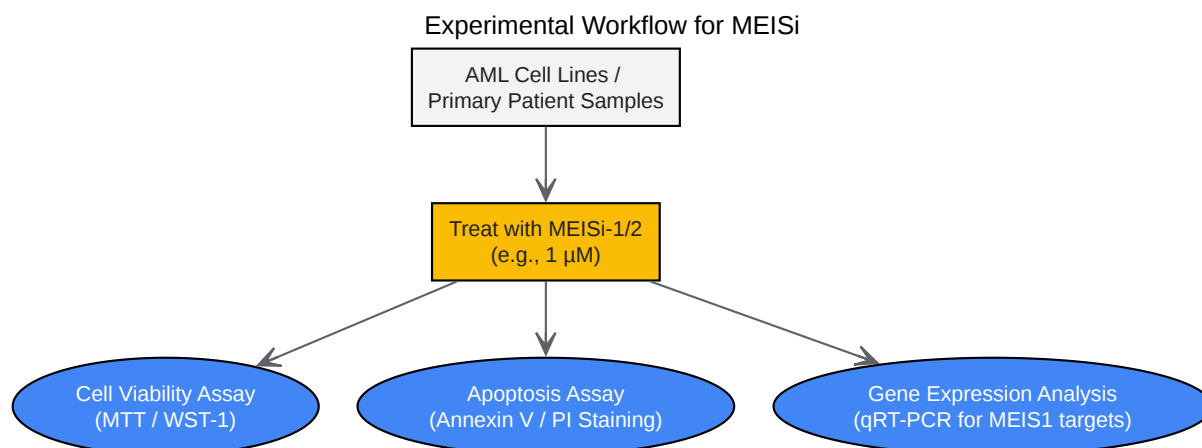 Experimental Workflow for MEISi
AML Cell Lines /
Primary Patient Samples
Treat with MEISi-1/2
(e.g., 1 µM)
Cell Viability Assay
(MTT / WST-1)
Apoptosis Assay
(Annexin V / PI Staining)
Gene Expression Analysis
(qRT-PCR for MEIS1 targets)